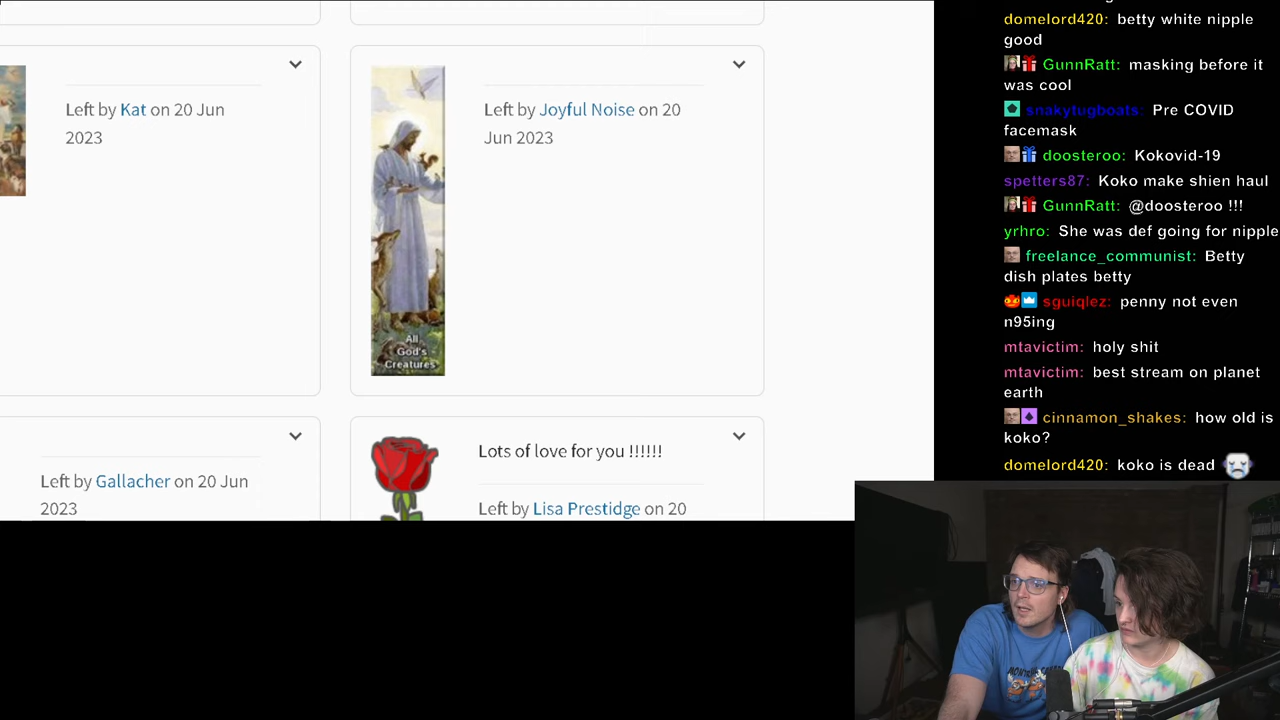 Left by Kat on 20 Jun
2023
Left by Joyful Noise on 20
Jun 2023
All
God's
Creatures
Left by Gallacher on 20 Jun
2023
Lots of love for you !!!!!!
Left by Lisa Prestidge on 20
domelord420: betty white nipple
good
GunnRatt: masking before it
was cool
snakytugboats: Pre COVID
facemask
doosteroo: Kokovid-19
spetters87: Koko make shien haul
GunnRatt: @doosteroo !!!
yrhro: She was def going for nipple
freelance_communist: Betty
dish plates betty
sguiqlez: penny not even
n95ing
mtavictim: holy shit
mtavictim: best stream on planet
earth
cinnamon_shakes: how old is
koko?
domelord420: koko is dead